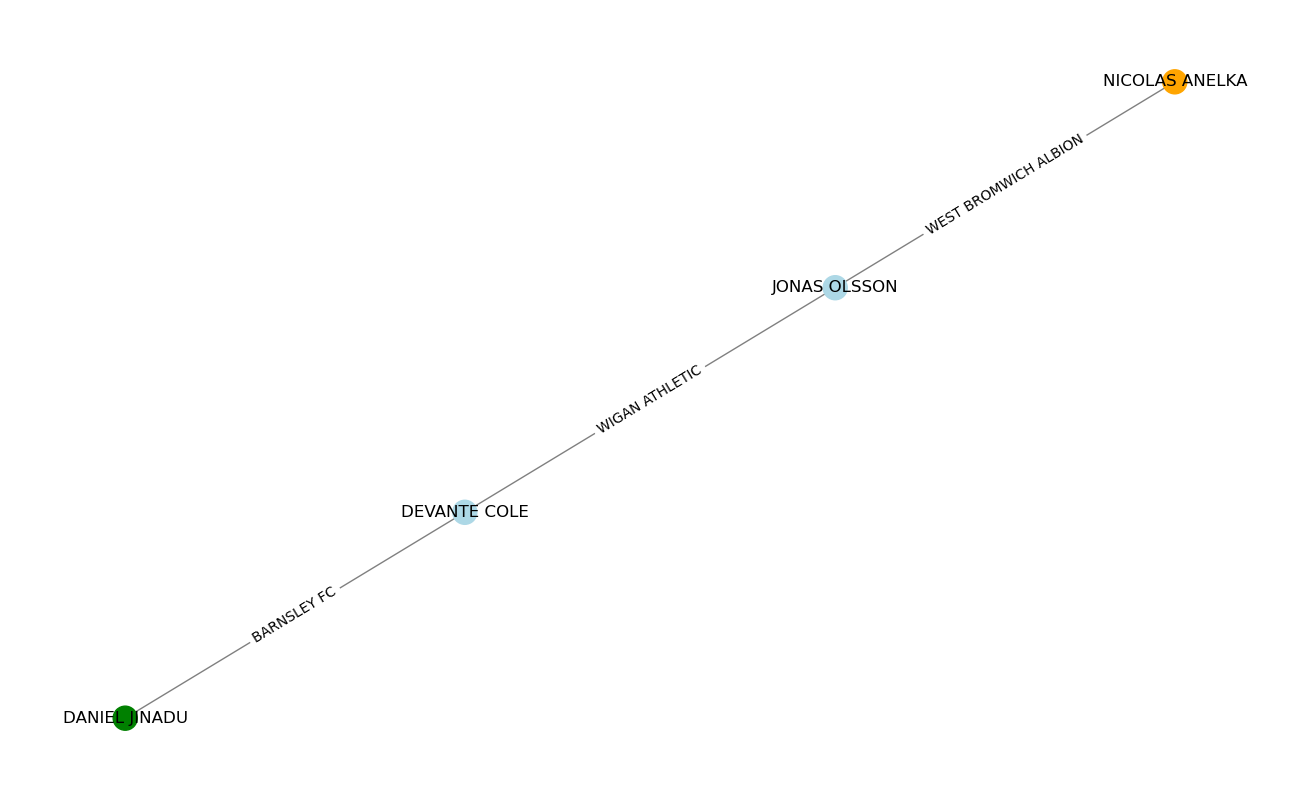 NICOLAS ANELKA
WEST BROMWICH ALBION
JONAS OLSSON
WIGAN ATHLETIC
DEVANTE COLE
BARNSLEY FC
DANIEL JINADU